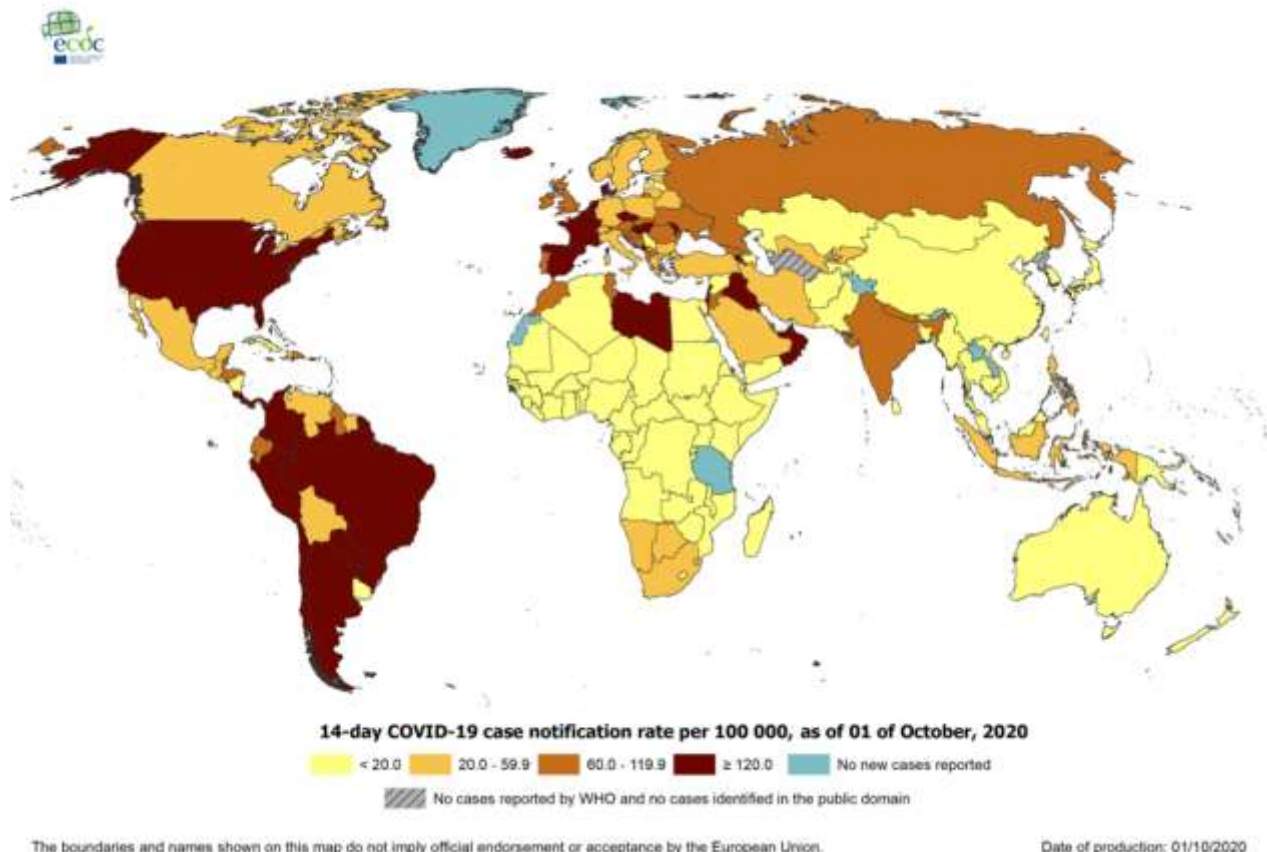 ecdc
14-day COVID-19 case notification rate per 100 000, as of 01 of October, 2020
< 20.0 20.0 - 59.9 60.0 - 119.9 ≥ 120.0 No new cases reported
No cases reported by WHO and no cases identified in the public domain
The boundaries and names shown on this map do not imply official endorsement or acceptance by the European Union. Date of production: 01/10/2020